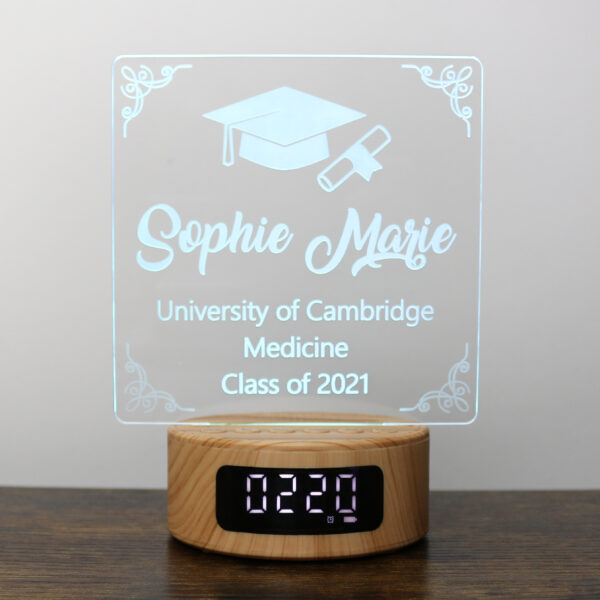 Sophie Marie
University of Cambridge
Medicine
Class of 2021
0220